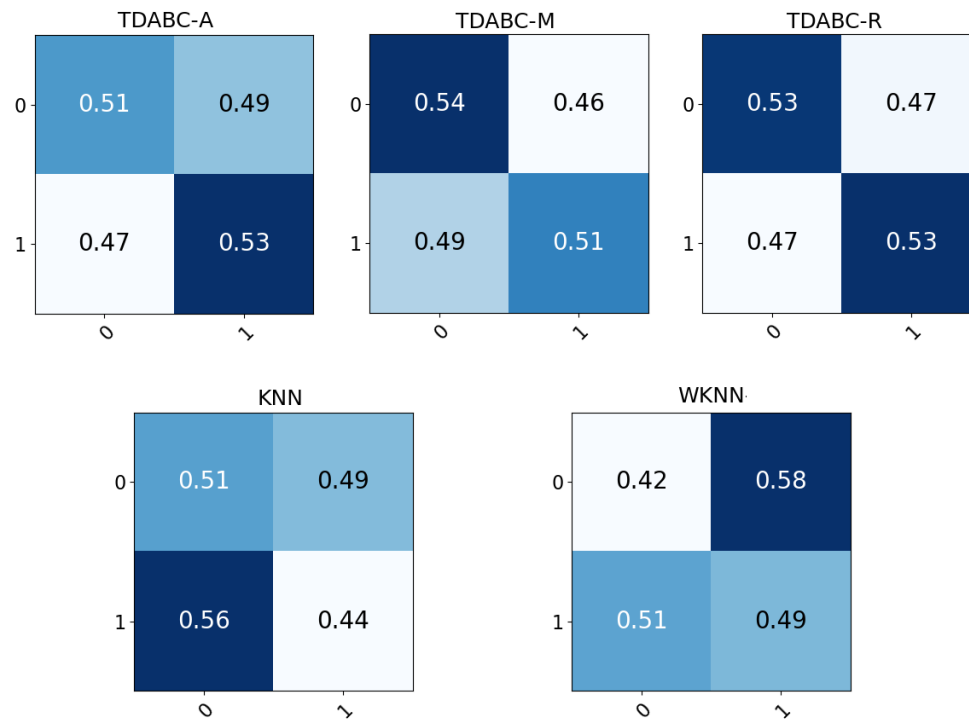 TDABC-A
0 0.51 0.49
1 0.47 0.53
0 1
TDABC-M
0 0.54 0.46
1 0.49 0.51
0 1
TDABC-R
0 0.53 0.47
1 0.47 0.53
0 1
KNN
0 0.51 0.49
1 0.56 0.44
0 1
WKNN
0 0.42 0.58
1 0.51 0.49
0 1